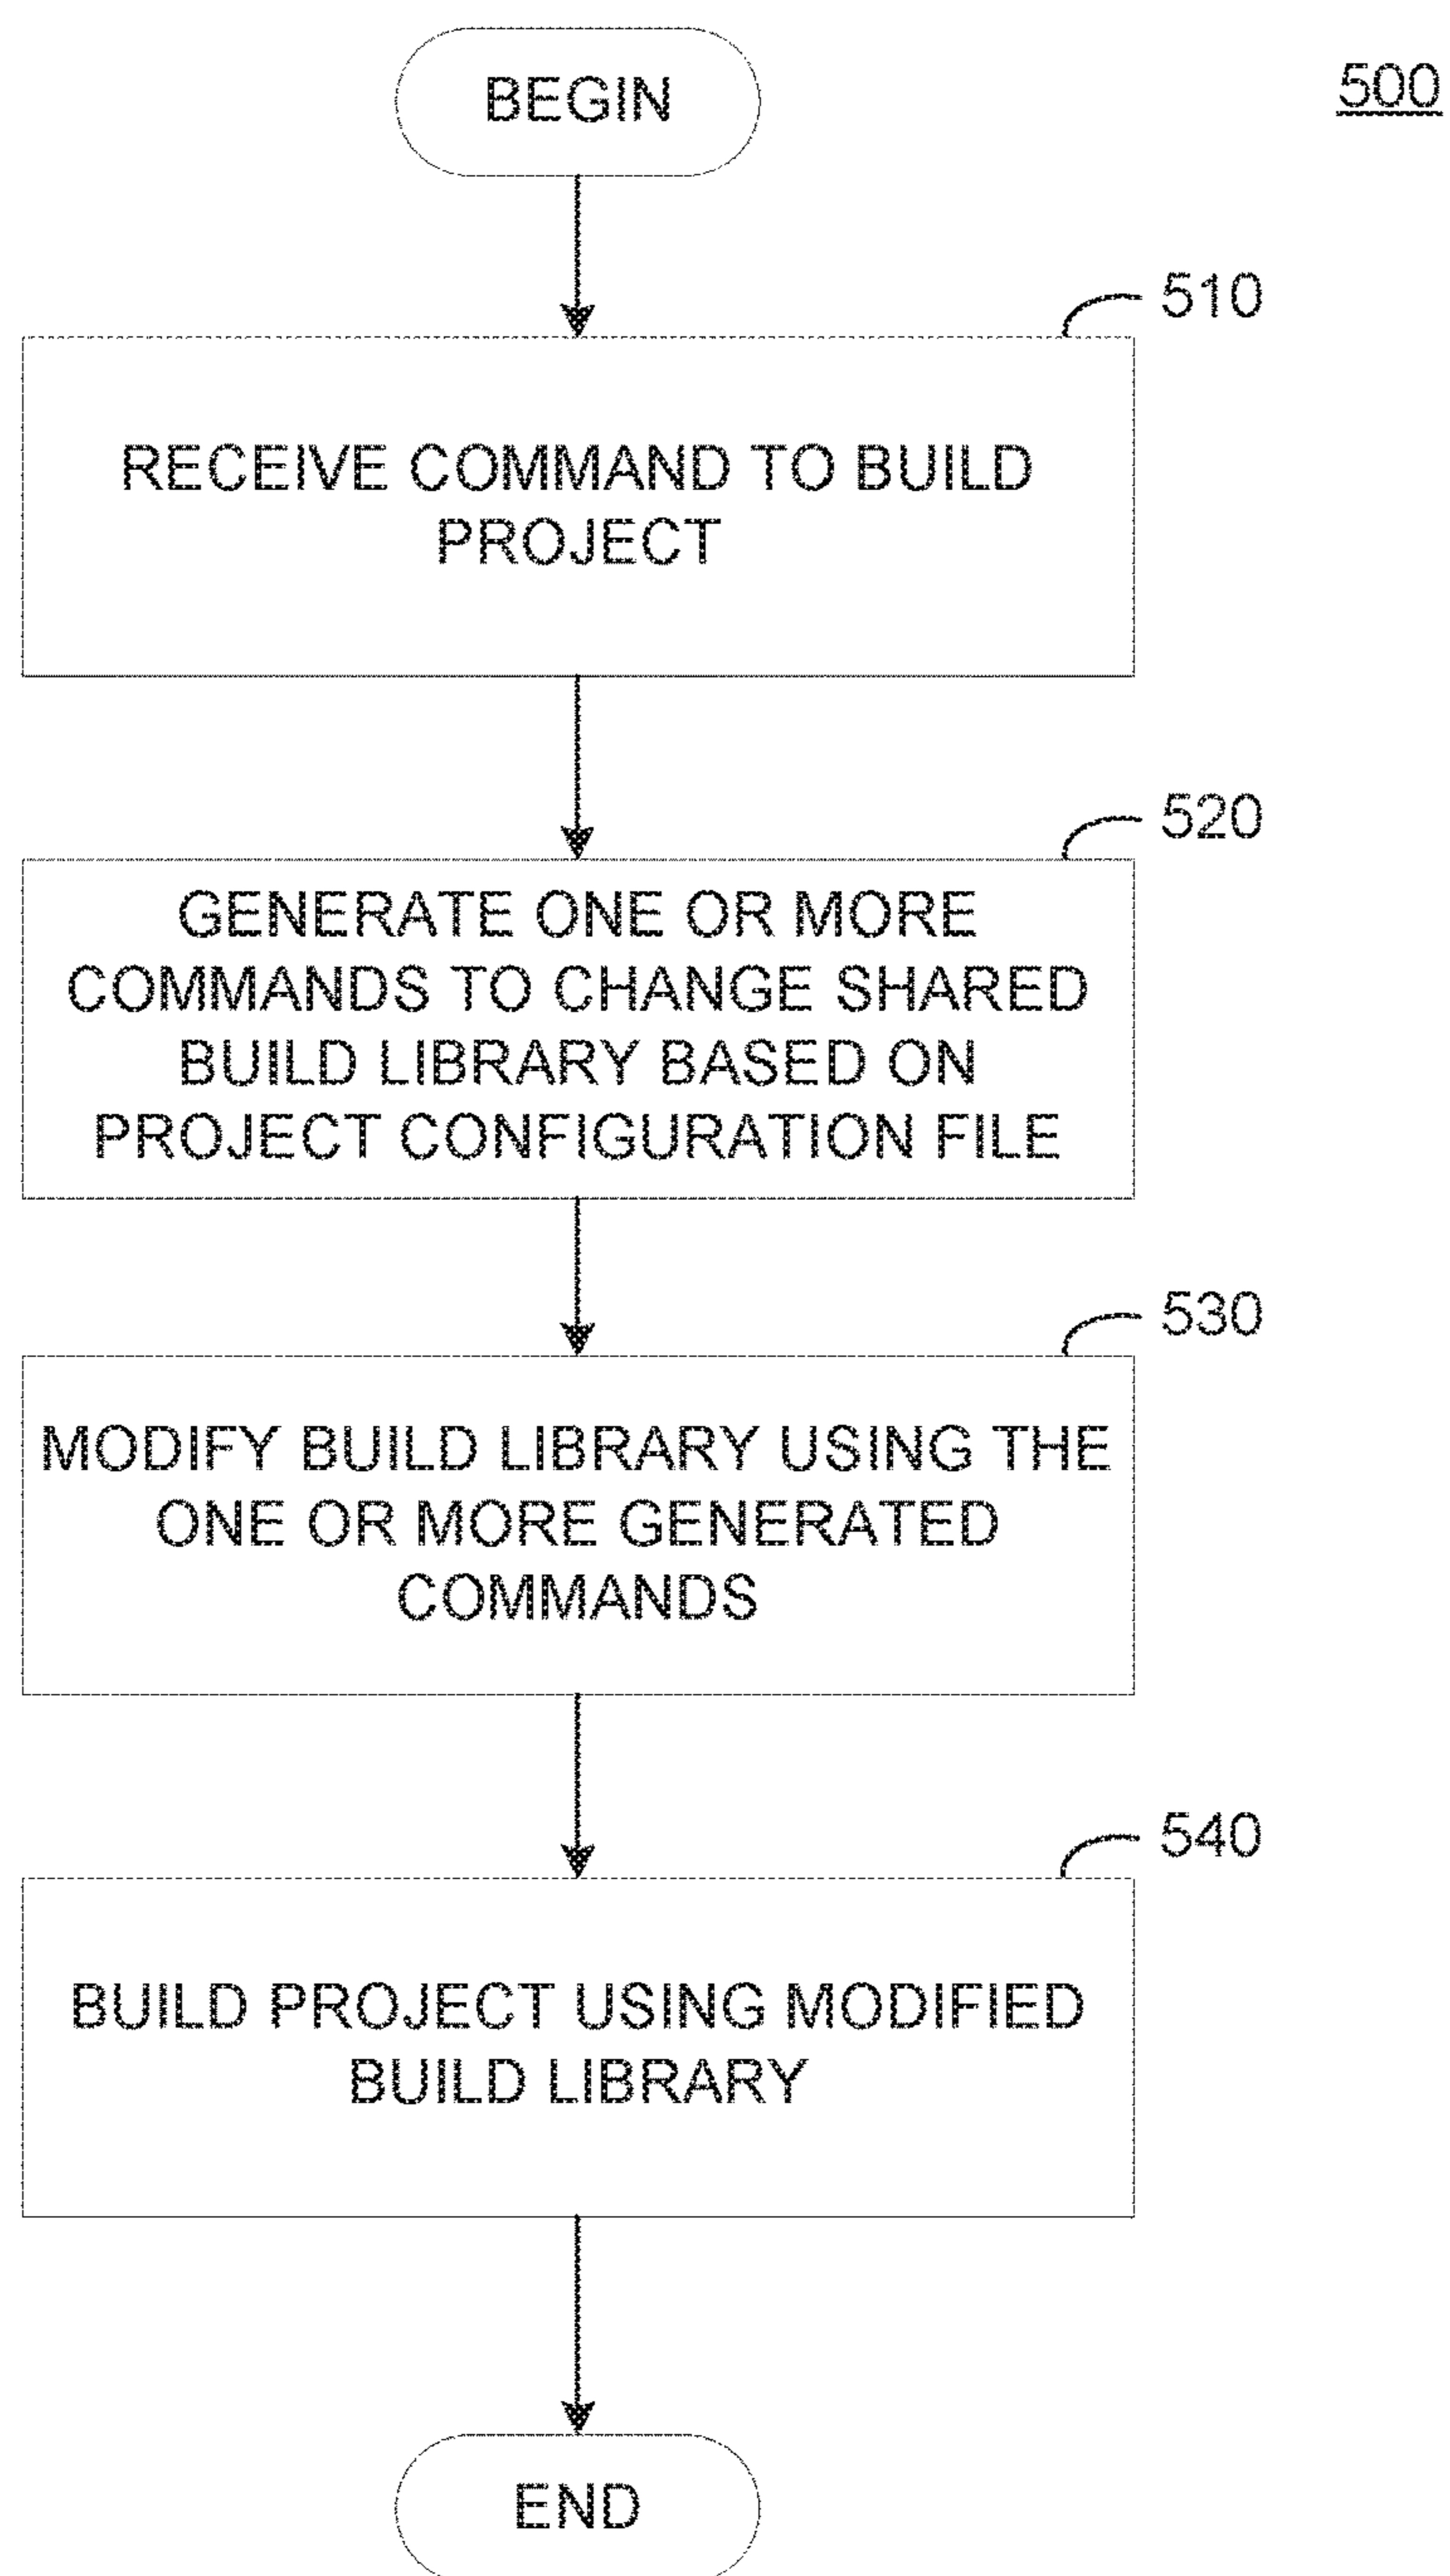 BEGIN
500
510
RECEIVE COMMAND TO BUILD
PROJECT
520
GENERATE ONE OR MORE
COMMANDS TO CHANGE SHARED
BUILD LIBRARY BASED ON
PROJECT CONFIGURATION FILE
530
MODIFY BUILD LIBRARY USING THE
ONE OR MORE GENERATED
COMMANDS
540
BUILD PROJECT USING MODIFIED
BUILD LIBRARY
END